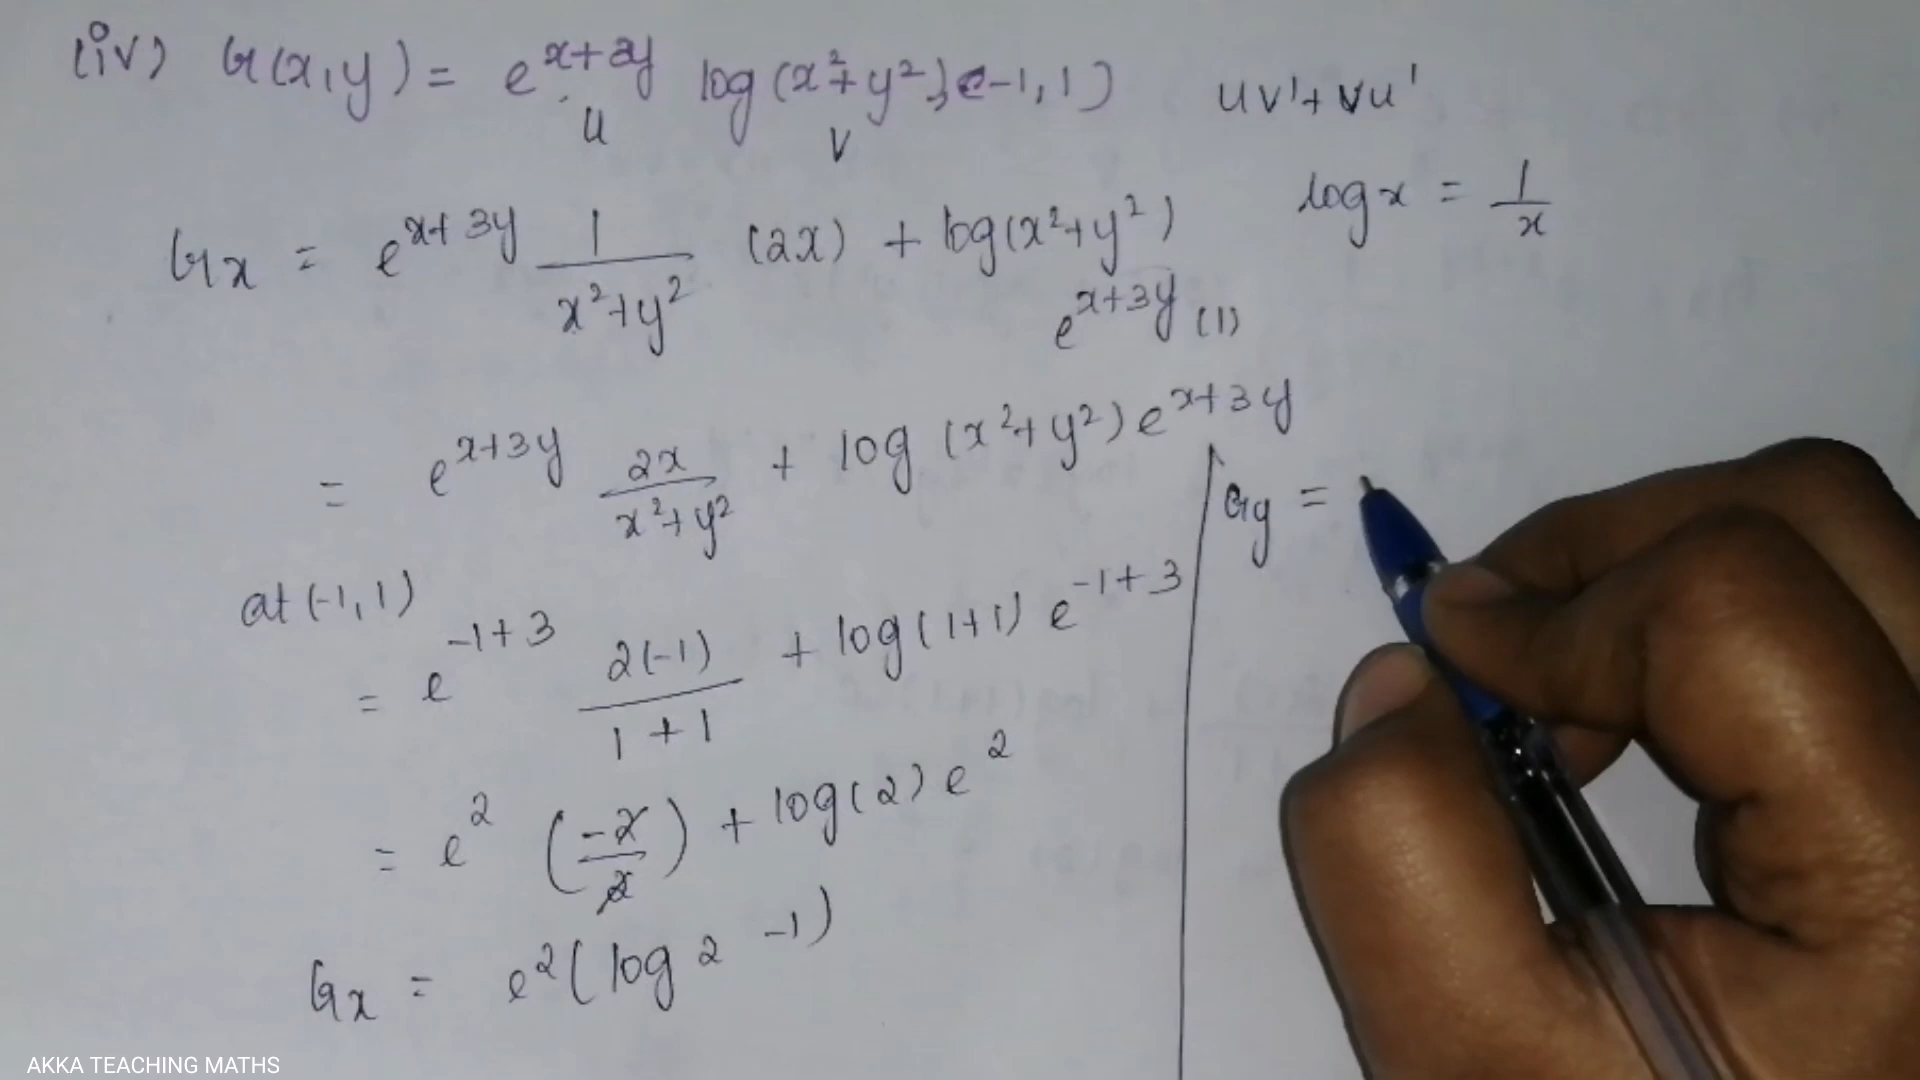 (iv) G(x,y) = e^{x+3y} log(x²+y²), (-1,1) uv'+vu'
u v
log x = 1/x
Gx = e^{x+3y} 1/(x²+y²) (2x) + log(x²+y²)
e^{x+3y} (1)
= e^{x+3y} 2x/(x²+y²) + log (x²+y²) e^{x+3y}
at (-1,1)
= e^{-1+3} 2(-1)/(1+1) + log(1+1) e^{-1+3}
= e² (-2/2) + log(2) e²
Gx = e² (log 2 -1)
Gy =
AKKA TEACHING MATHS